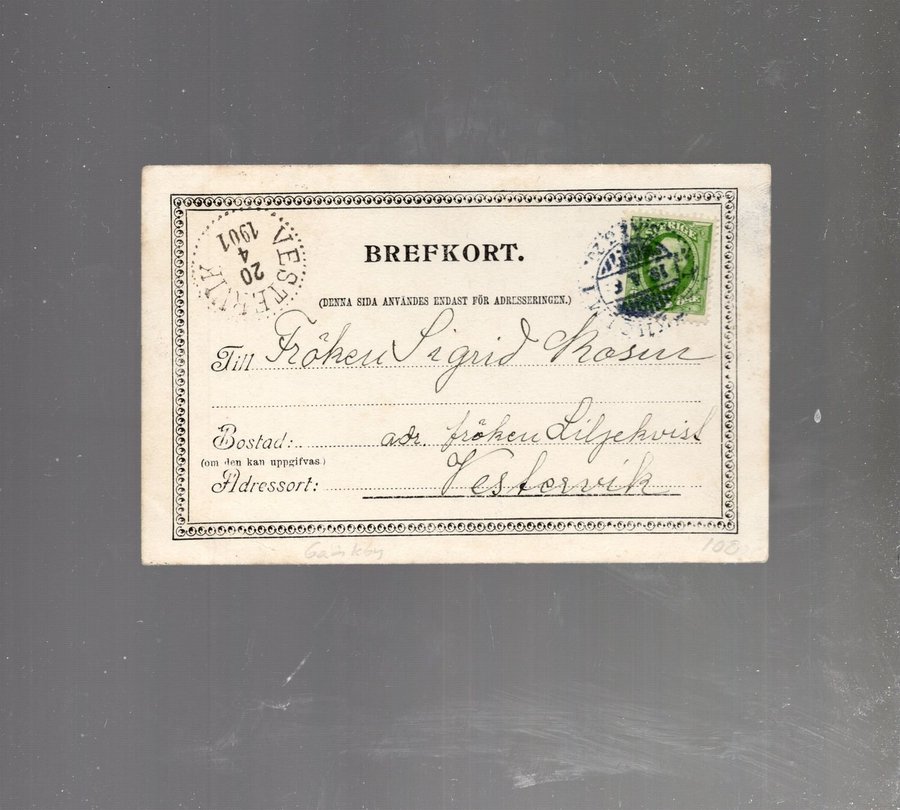 VESTERVIK
20
4
1901
BREFKORT.
SVERIGE
(DENNA SIDA ANVÄNDES ENDAST FÖR ADRESSERINGEN.)
Till Fröken Sigrid
Bostad: adr. fröken Liljekvist
(om den kan uppgifvas)
Adressort: Vestervik
108